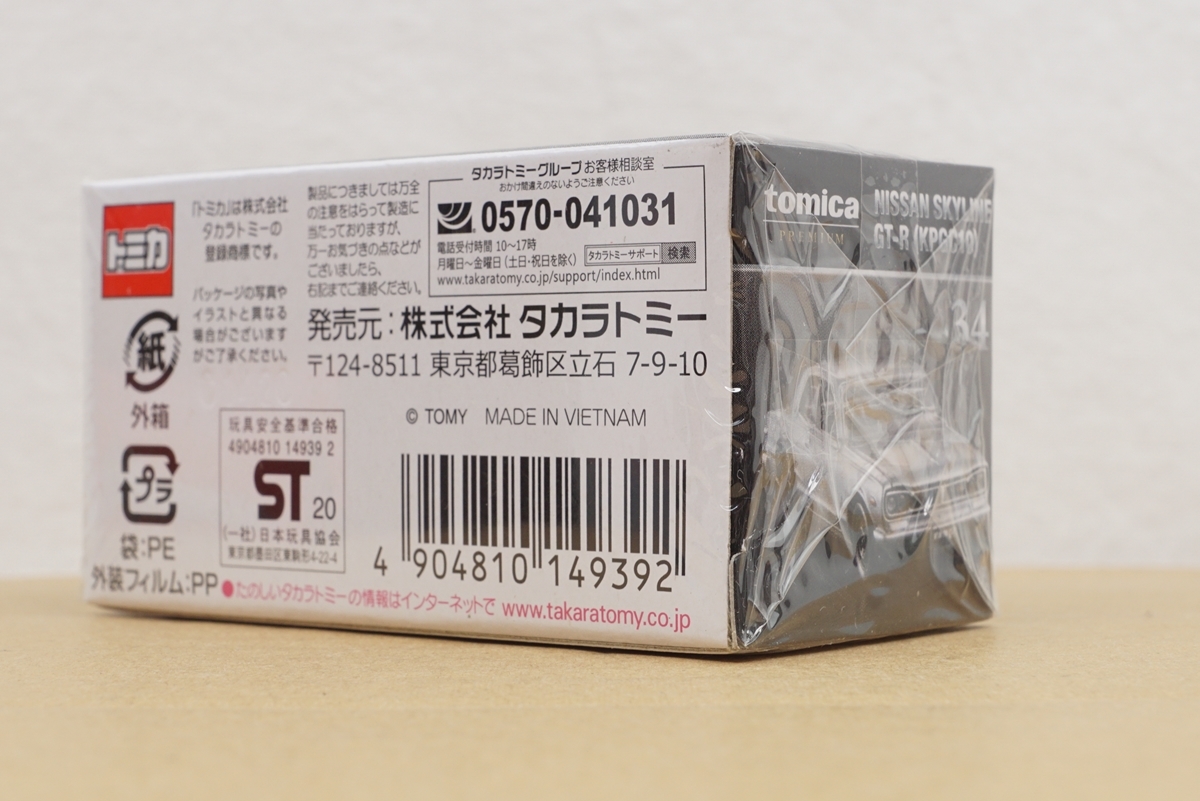 トミカ
「トミカ」は株式会社
タカラトミーの
登録商標です。
パッケージの写真や
イラストと異なる
場合がございます
がご了承ください。
製品につきましては万全
の注意をはらって製造に
当たっておりますが、
万一お気づきの点などが
ございましたら、
右記までご連絡ください。
タカラトミーグループ お客様相談室
おかけ間違えのないようご注意ください
0570-041031
電話受付時間 10〜17時
月曜日〜金曜日（土・日・祝日を除く）
タカラトミーサポート 検索
www.takaratomy.co.jp/support/index.html
発売元：株式会社 タカラトミー
〒124-8511 東京都葛飾区立石 7-9-10
© TOMY MADE IN VIETNAM
紙
外箱
プラ
袋：PE
外装フィルム：PP
玩具安全基準合格
4904810 14939 2
ST 20
（一社）日本玩具協会
東京都墨田区東駒形4-22-4
4 904810 149392
●たのしいタカラトミーの情報はインターネットで www.takaratomy.co.jp
tomica
PREMIUM
NISSAN SKYLINE
GT-R (KPGC10)
34